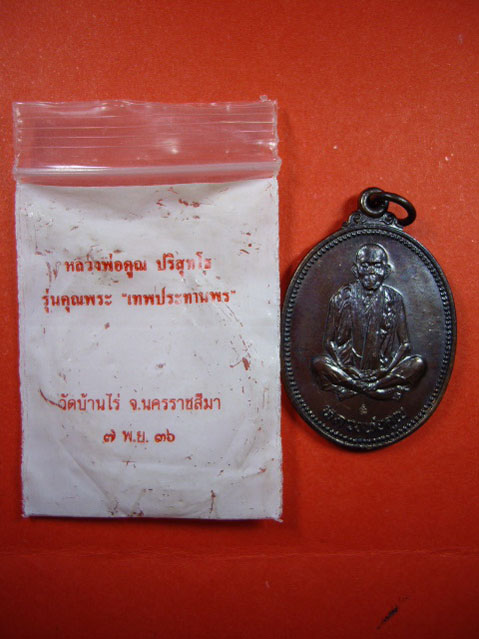 หลวงพ่อคูณ ปริสุทโธ
รุ่นคุณพระ "เทพประทานพร"
วัดบ้านไร่ จ.นครราชสีมา
๗ พ.ย. ๓๖